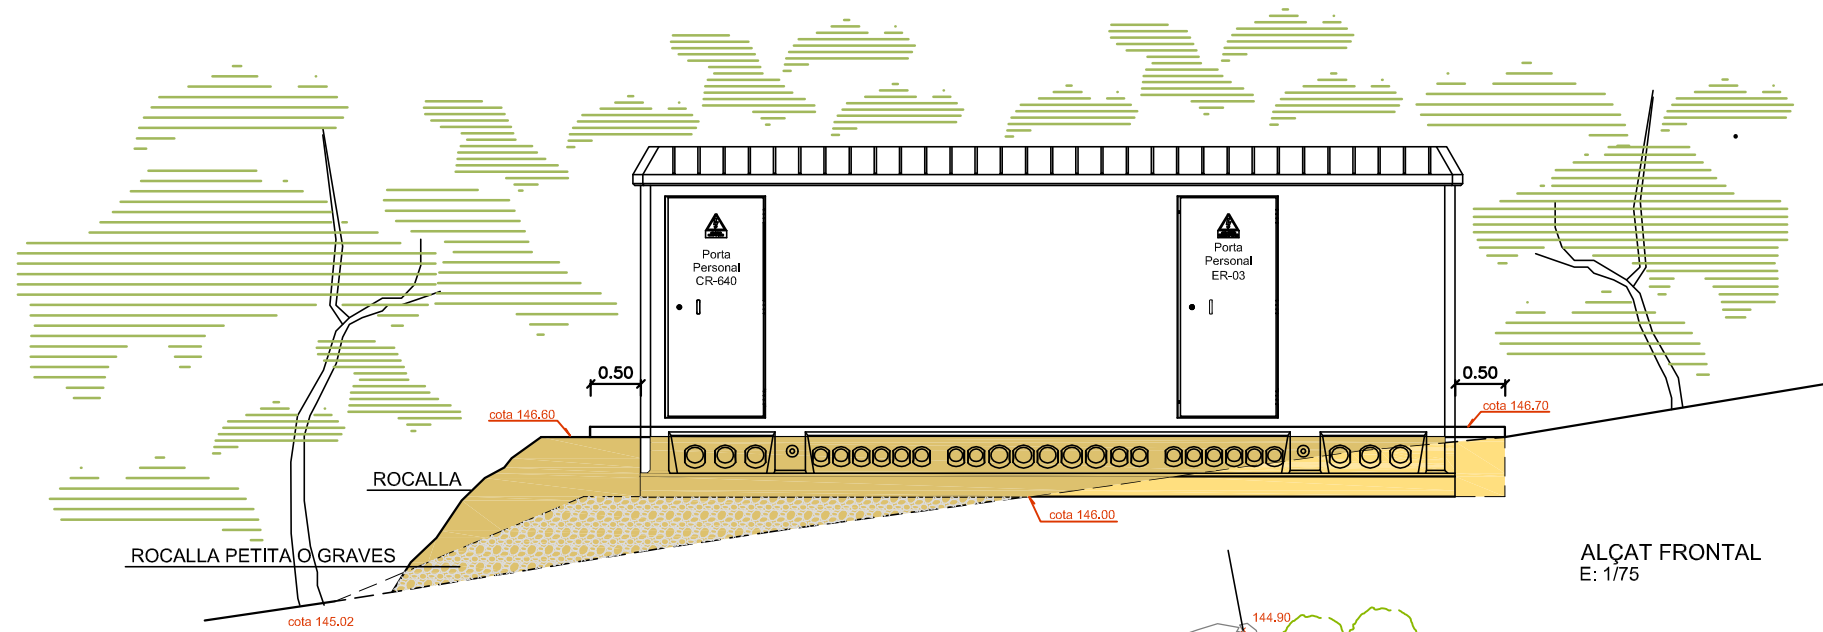 Porta
Personal
CR-640
Porta
Personal
ER-03
0.50
0.50
cota 146.60
cota 146.70
ROCALLA
cota 146.00
ROCALLA PETITA O GRAVES
ALÇAT FRONTAL
E: 1/75
cota 145.02
144.90